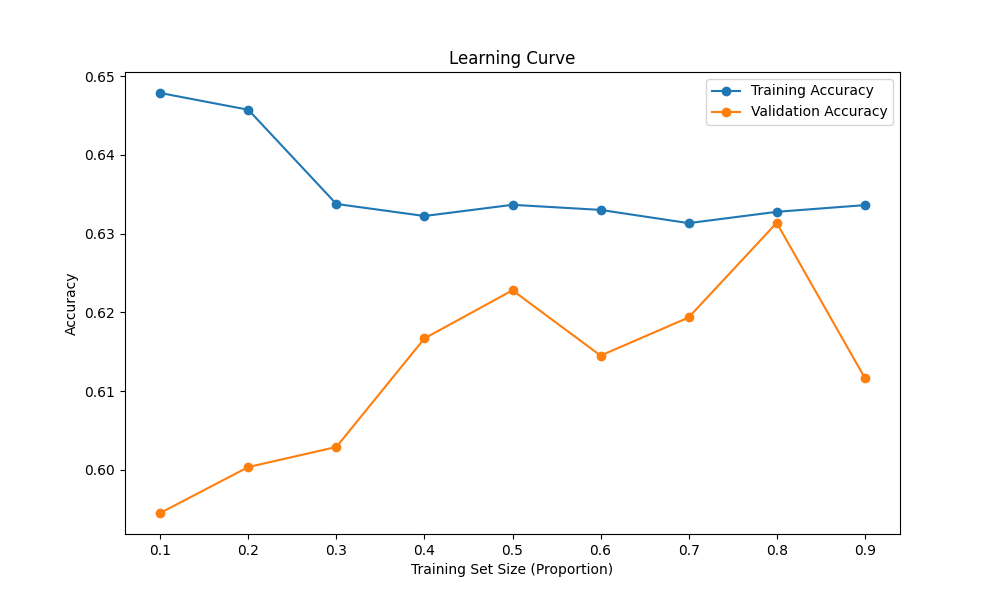 Learning Curve
Training Accuracy
Validation Accuracy
Accuracy
0.65
0.64
0.63
0.62
0.61
0.60
0.1 0.2 0.3 0.4 0.5 0.6 0.7 0.8 0.9
Training Set Size (Proportion)